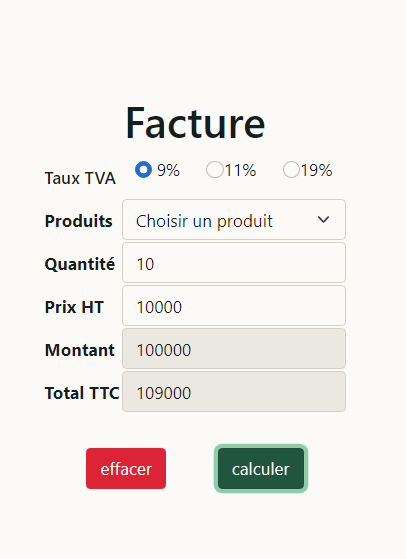 Facture
Taux TVA 9% 11% 19%
Produits Choisir un produit
Quantité 10
Prix HT 10000
Montant 100000
Total TTC 109000
effacer calculer